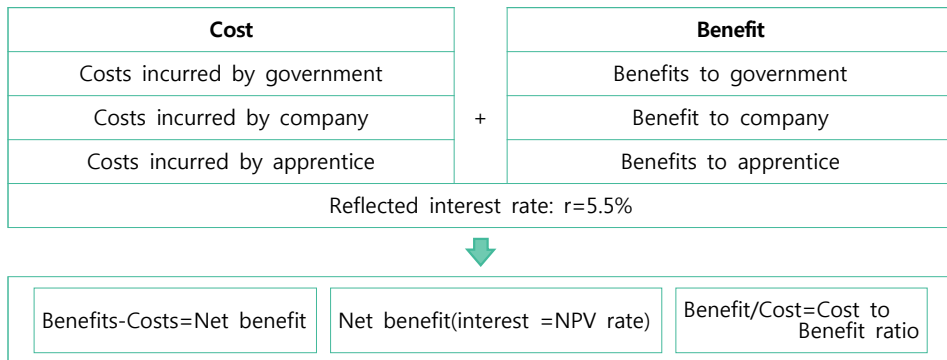 Cost
Benefit
Costs incurred by government
Benefits to government
Costs incurred by company
+
Benefit to company
Costs incurred by apprentice
Benefits to apprentice
Reflected interest rate: r=5.5%
Benefits-Costs=Net benefit
Net benefit(interest =NPV rate)
Benefit/Cost=Cost to
Benefit ratio